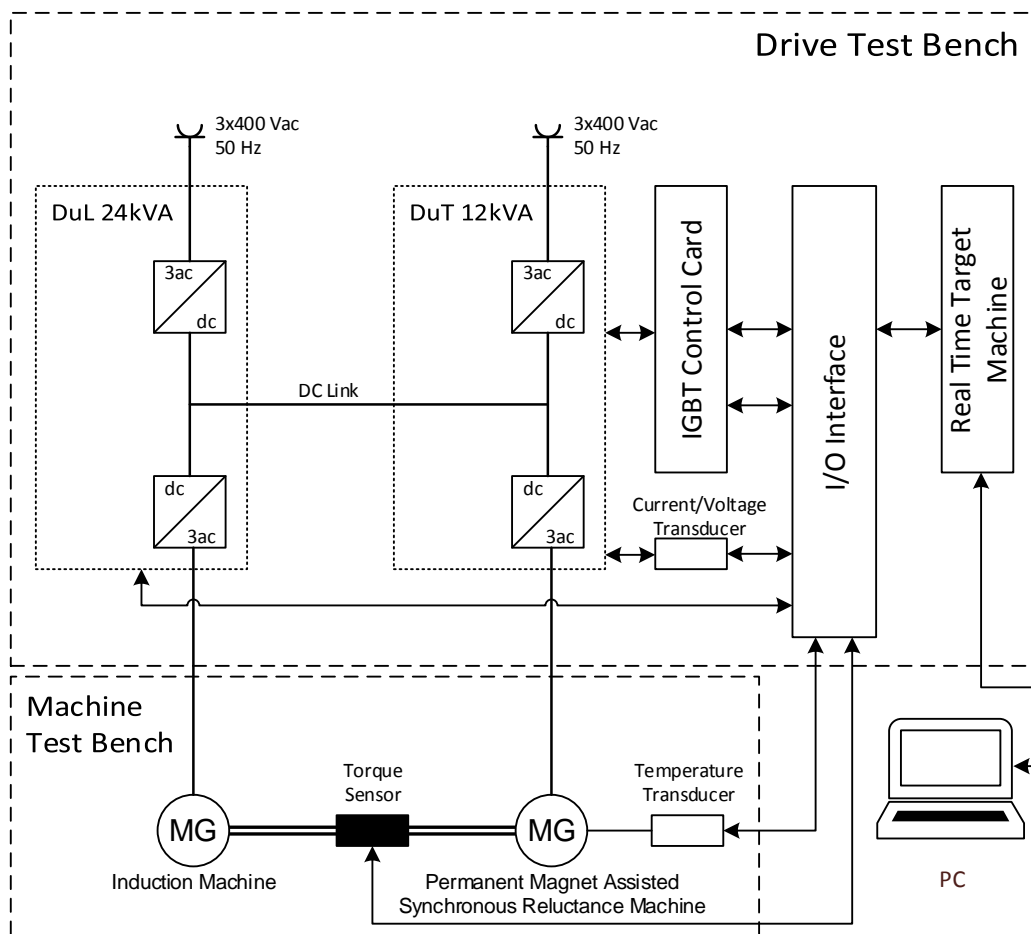 Drive Test Bench
3x400 Vac
50 Hz
3x400 Vac
50 Hz
DuL 24kVA
DuT 12kVA
3ac
dc
3ac
dc
IGBT Control Card
I/O Interface
Real Time Target
Machine
DC Link
dc
3ac
dc
3ac
Current/Voltage
Transducer
Machine
Test Bench
Torque
Sensor
Temperature
Transducer
MG
MG
Induction Machine
Permanent Magnet Assisted
Synchronous Reluctance Machine
PC